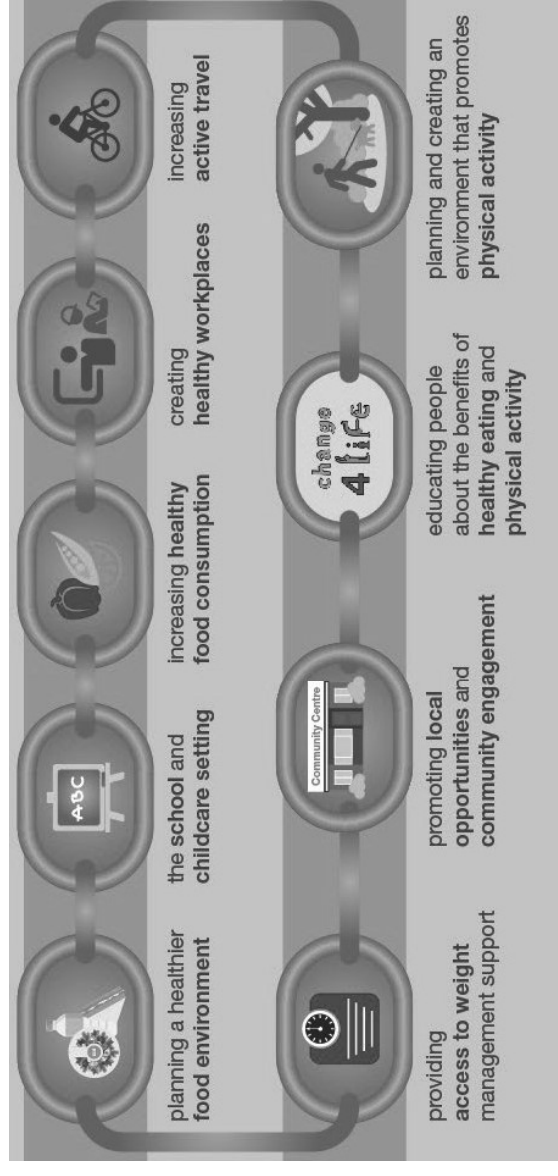 planning a healthier
food environment
ABC
the school and
childcare setting
increasing healthy
food consumption
creating
healthy workplaces
increasing
active travel
providing
access to weight
management support
Community Centre
promoting local
opportunities and
community engagement
change
4 life
educating people
about the benefits of
healthy eating and
physical activity
planning and creating an
environment that promotes
physical activity